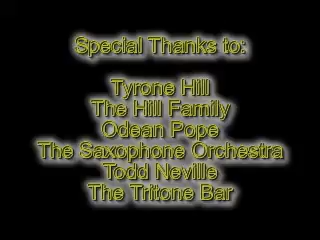 Special Thanks to:
Tyrone Hill
The Hill Family
Odean Pope
The Saxophone Orchestra
Todd Neville
The Tritone Bar